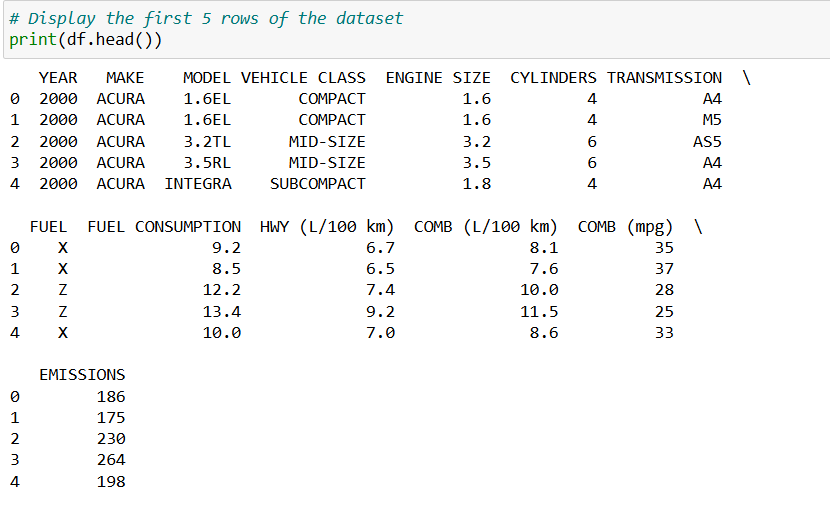 # Display the first 5 rows of the dataset
print(df.head())
   YEAR   MAKE    MODEL VEHICLE CLASS  ENGINE SIZE  CYLINDERS TRANSMISSION  \
0  2000  ACURA    1.6EL       COMPACT          1.6          4           A4
1  2000  ACURA    1.6EL       COMPACT          1.6          4           M5
2  2000  ACURA    3.2TL      MID-SIZE          3.2          6          AS5
3  2000  ACURA    3.5RL      MID-SIZE          3.5          6           A4
4  2000  ACURA  INTEGRA    SUBCOMPACT          1.8          4           A4
  FUEL  FUEL CONSUMPTION  HWY (L/100 km)  COMB (L/100 km)  COMB (mpg)  \
0    X               9.2             6.7              8.1          35
1    X               8.5             6.5              7.6          37
2    Z              12.2             7.4             10.0          28
3    Z              13.4             9.2             11.5          25
4    X              10.0             7.0              8.6          33
   EMISSIONS
0        186
1        175
2        230
3        264
4        198